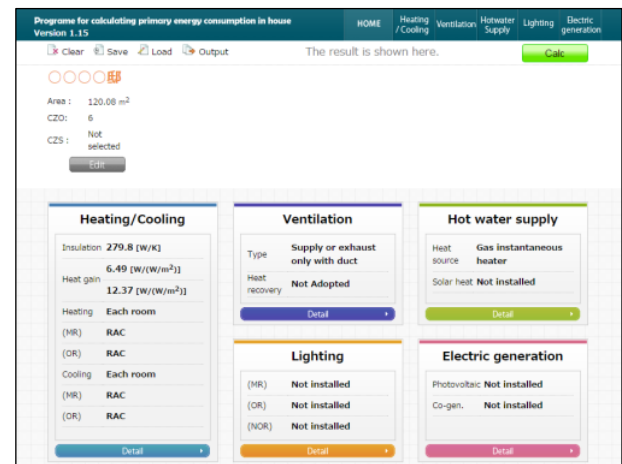 Programe for calculating primary energy consumption in house
Version 1.15
HOME
Heating
/Cooling
Ventilation
Hotwater
Supply
Lighting
Electric
generation
Clear Save Load Output
The result is shown here.
Calc
〇〇〇〇邸
Area : 120.08 m²
CZO: 6
CZS : Not
selected
Edit
Heating/Cooling
Insulation 279.8 [W/K]
Heat gain 6.49 [W/(W/m²)]
12.37 [W/(W/m²)]
Heating Each room
(MR) RAC
(OR) RAC
Cooling Each room
(MR) RAC
(OR) RAC
Detail
Ventilation
Type Supply or exhaust
only with duct
Heat
recovery Not Adopted
Detail
Hot water supply
Heat
source Gas instantaneous
heater
Solar heat Not installed
Detail
Lighting
(MR) Not installed
(OR) Not installed
(NOR) Not installed
Detail
Electric generation
Photovoltaic Not installed
Co-gen. Not installed
Detail